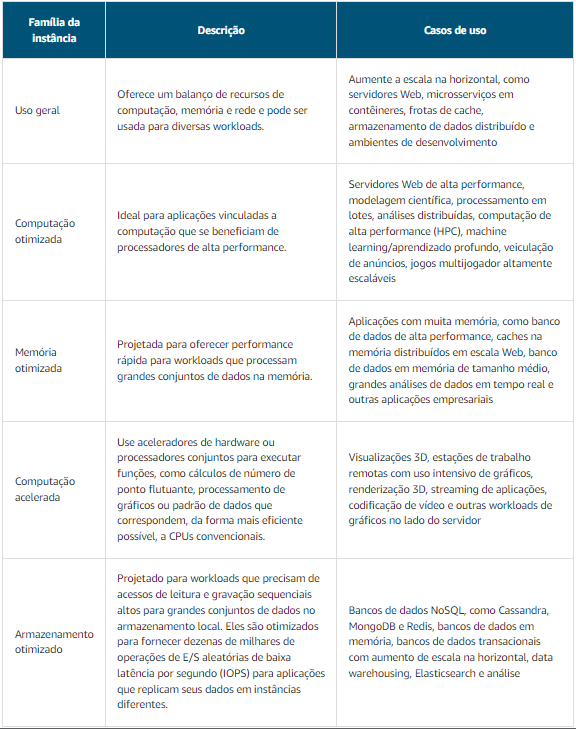 Família da
instância
Descrição
Casos de uso
Uso geral
Oferece um balanço de recursos de
computação, memória e rede e pode ser
usada para diversas workloads.
Aumente a escala na horizontal, como
servidores Web, microsserviços em
contêineres, frotas de cache,
armazenamento de dados distribuído e
ambientes de desenvolvimento
Computação
otimizada
Ideal para aplicações vinculadas a
computação que se beneficiam de
processadores de alta performance.
Servidores Web de alta performance,
modelagem científica, processamento em
lotes, análises distribuídas, computação de
alta performance (HPC), machine
learning/aprendizado profundo, veiculação
de anúncios, jogos multijogador altamente
escaláveis
Memória
otimizada
Projetada para oferecer performance
rápida para workloads que processam
grandes conjuntos de dados na memória.
Aplicações com muita memória, como banco
de dados de alta performance, caches na
memória distribuídos em escala Web, banco
de dados em memória de tamanho médio,
grandes análises de dados em tempo real e
outras aplicações empresariais
Computação
acelerada
Use aceleradores de hardware ou
processadores conjuntos para executar
funções, como cálculos de número de
ponto flutuante, processamento de
gráficos ou padrão de dados que
correspondem, da forma mais eficiente
possível, a CPUs convencionais.
Visualizações 3D, estações de trabalho
remotas com uso intensivo de gráficos,
renderização 3D, streaming de aplicações,
codificação de vídeo e outras workloads de
gráficos no lado do servidor
Armazenamento
otimizado
Projetado para workloads que precisam de
acessos de leitura e gravação sequenciais
altos para grandes conjuntos de dados no
armazenamento local. Eles são otimizados
para fornecer dezenas de milhares de
operações de E/S aleatórias de baixa
latência por segundo (IOPS) para aplicações
que replicam seus dados em instâncias
diferentes.
Bancos de dados NoSQL, como Cassandra,
MongoDB e Redis, bancos de dados em
memória, bancos de dados transacionais
com aumento de escala na horizontal, data
warehousing, Elasticsearch e análise